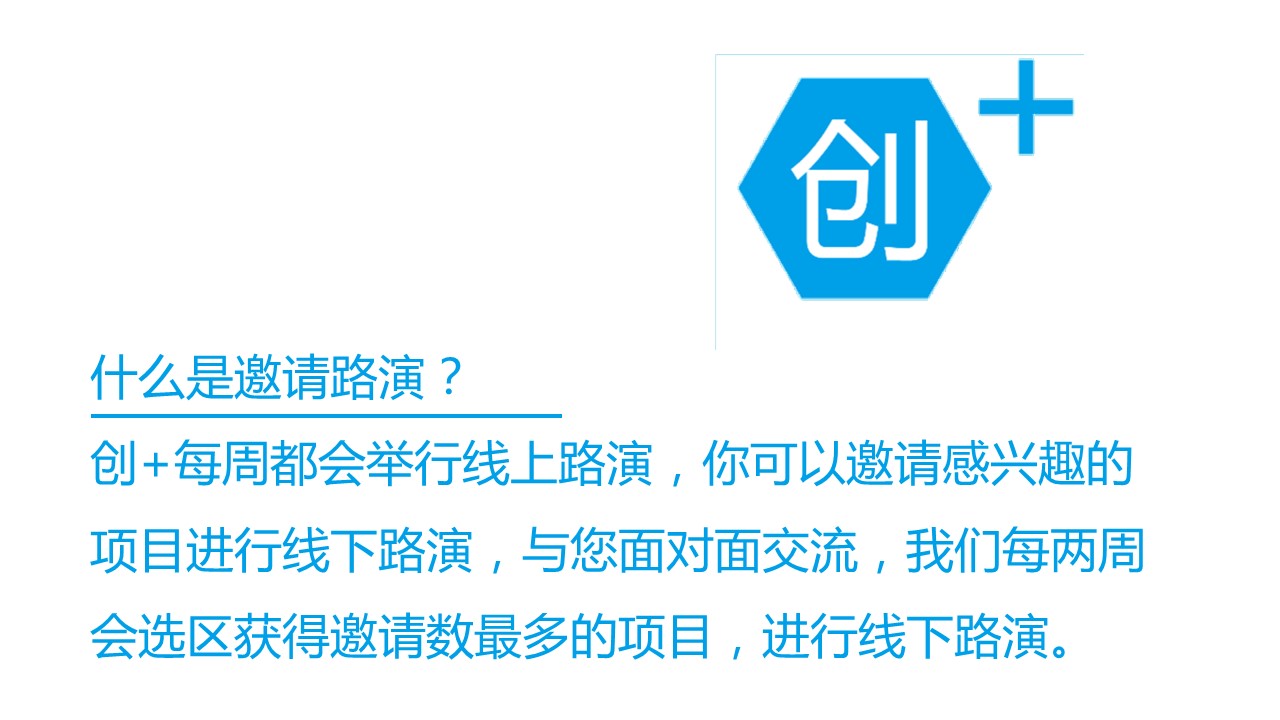 创+
什么是邀请路演？
创+每周都会举行线上路演，你可以邀请感兴趣的
项目进行线下路演，与您面对面交流，我们每两周
会选区获得邀请数最多的项目，进行线下路演。